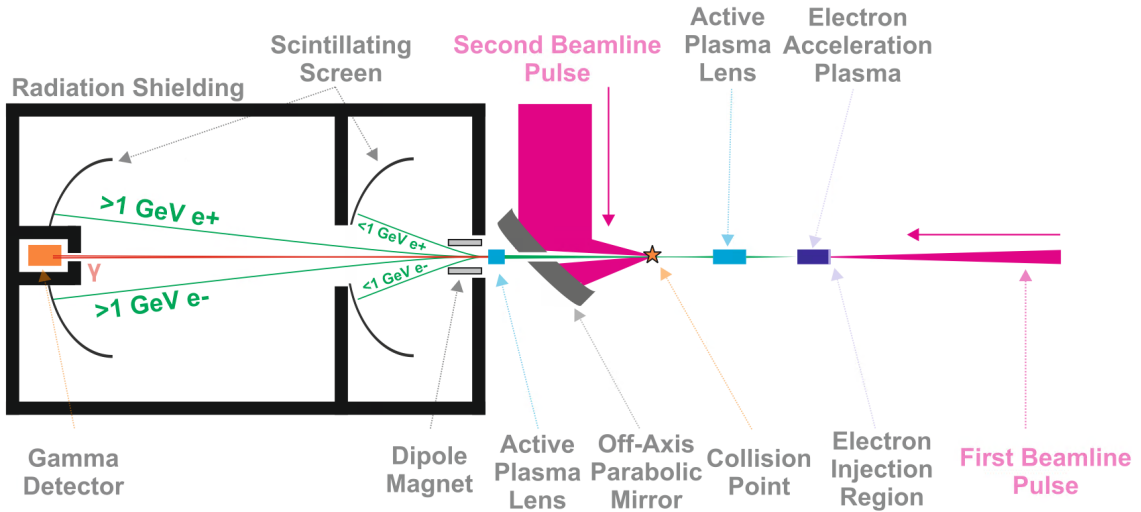 Radiation Shielding
Scintillating
Screen
Second Beamline
Pulse
Active
Plasma
Lens
Electron
Acceleration
Plasma
>1 GeV e+
<1 GeV e+
γ
<1 GeV e-
>1 GeV e-
Gamma
Detector
Dipole
Magnet
Active
Plasma
Lens
Off-Axis
Parabolic
Mirror
Collision
Point
Electron
Injection
Region
First Beamline
Pulse